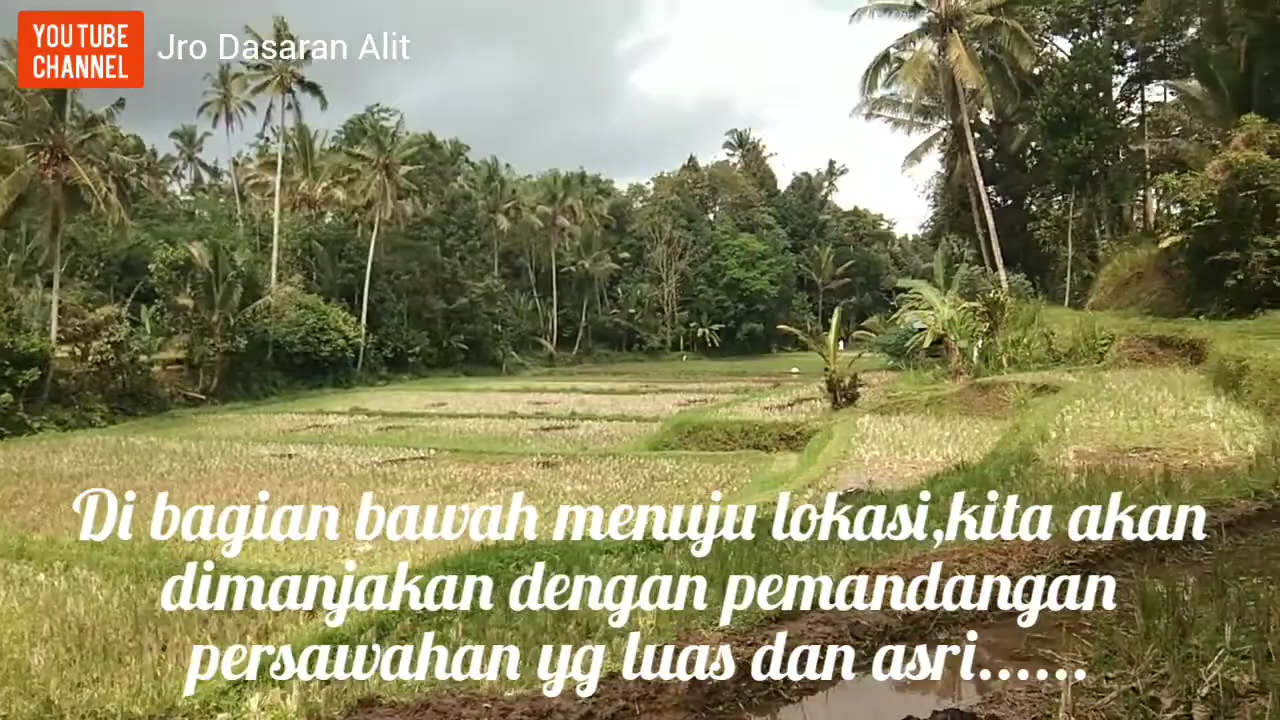 YOU TUBE
CHANNEL
Jro Dasaran Alit
Di bagian bawah menuju lokasi,kita akan
dimanjakan dengan pemandangan
persawahan yg luas dan asri......